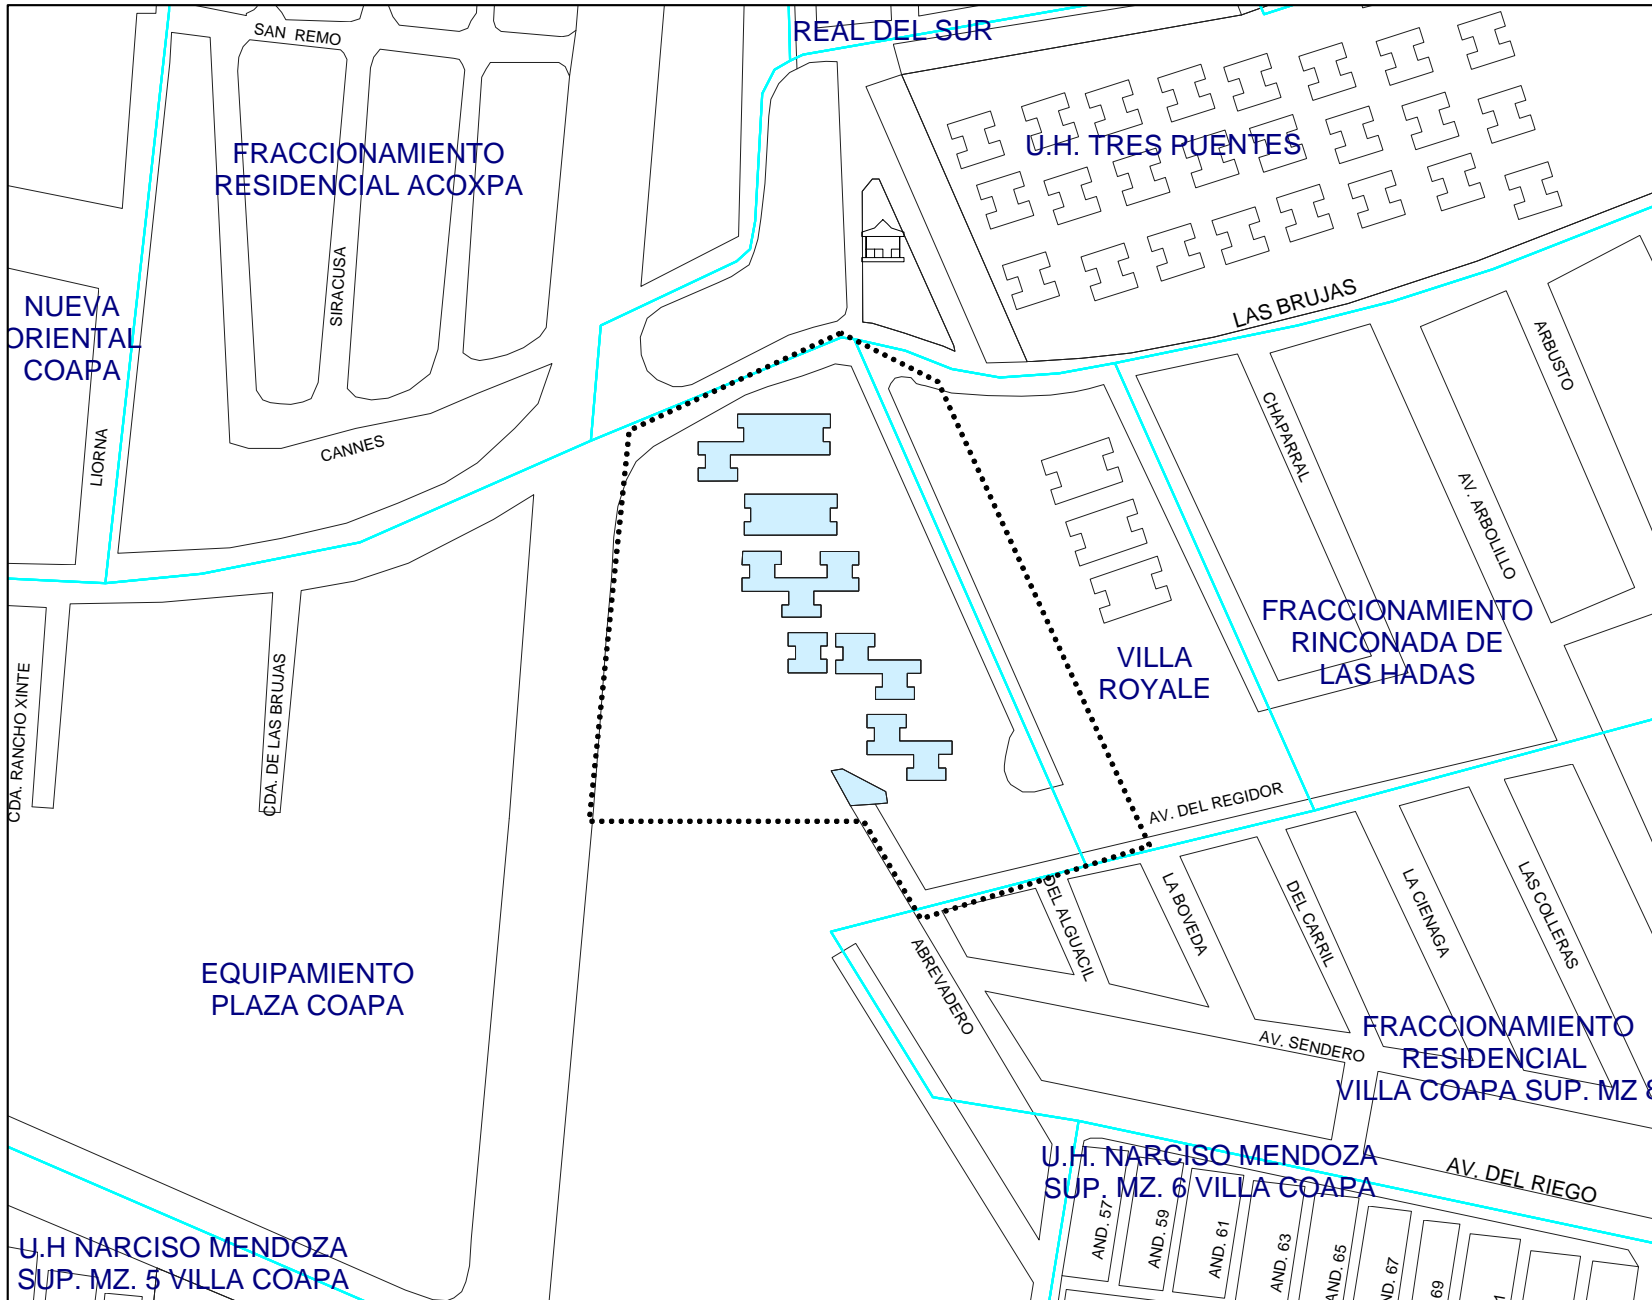 REAL DEL SUR
SAN REMO
FRACCIONAMIENTO
RESIDENCIAL ACOXPA
U.H. TRES PUENTES
SIRACUSA
NUEVA
ORIENTAL
COAPA
LAS BRUJAS
ARBUSTO
CHAPARRAL
LIORNA
CANNES
AV. ARBOLILLO
FRACCIONAMIENTO
RINCONADA DE
LAS HADAS
VILLA
ROYALE
CDA. RANCHO XINTE
CDA. DE LAS BRUJAS
AV. DEL REGIDOR
DEL ALGUACIL
LA BOVEDA
DEL CARRIL
LA CIENAGA
LAS COLLERAS
ABREVADERO
EQUIPAMIENTO
PLAZA COAPA
AV. SENDERO
FRACCIONAMIENTO
RESIDENCIAL
VILLA COAPA SUP. MZ 8
U.H. NARCISO MENDOZA
SUP. MZ. 6 VILLA COAPA
AV. DEL RIEGO
U.H NARCISO MENDOZA
SUP. MZ. 5 VILLA COAPA
AND. 57
AND. 59
AND. 61
AND. 63
AND. 65
ND. 67
69